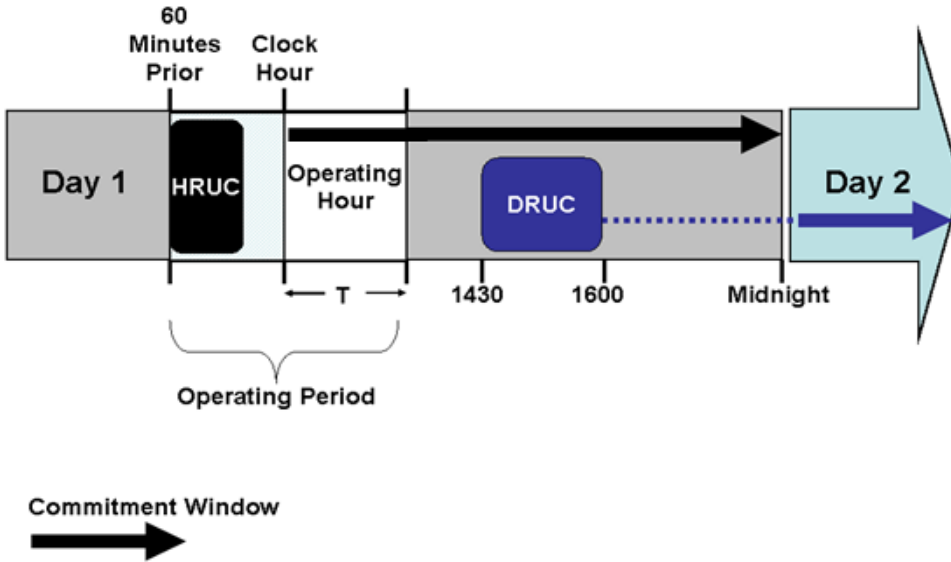 60
Minutes
Prior
Clock
Hour
Day 1
HRUC
Operating
Hour
DRUC
Day 2
T
1430
1600
Midnight
Operating Period
Commitment Window